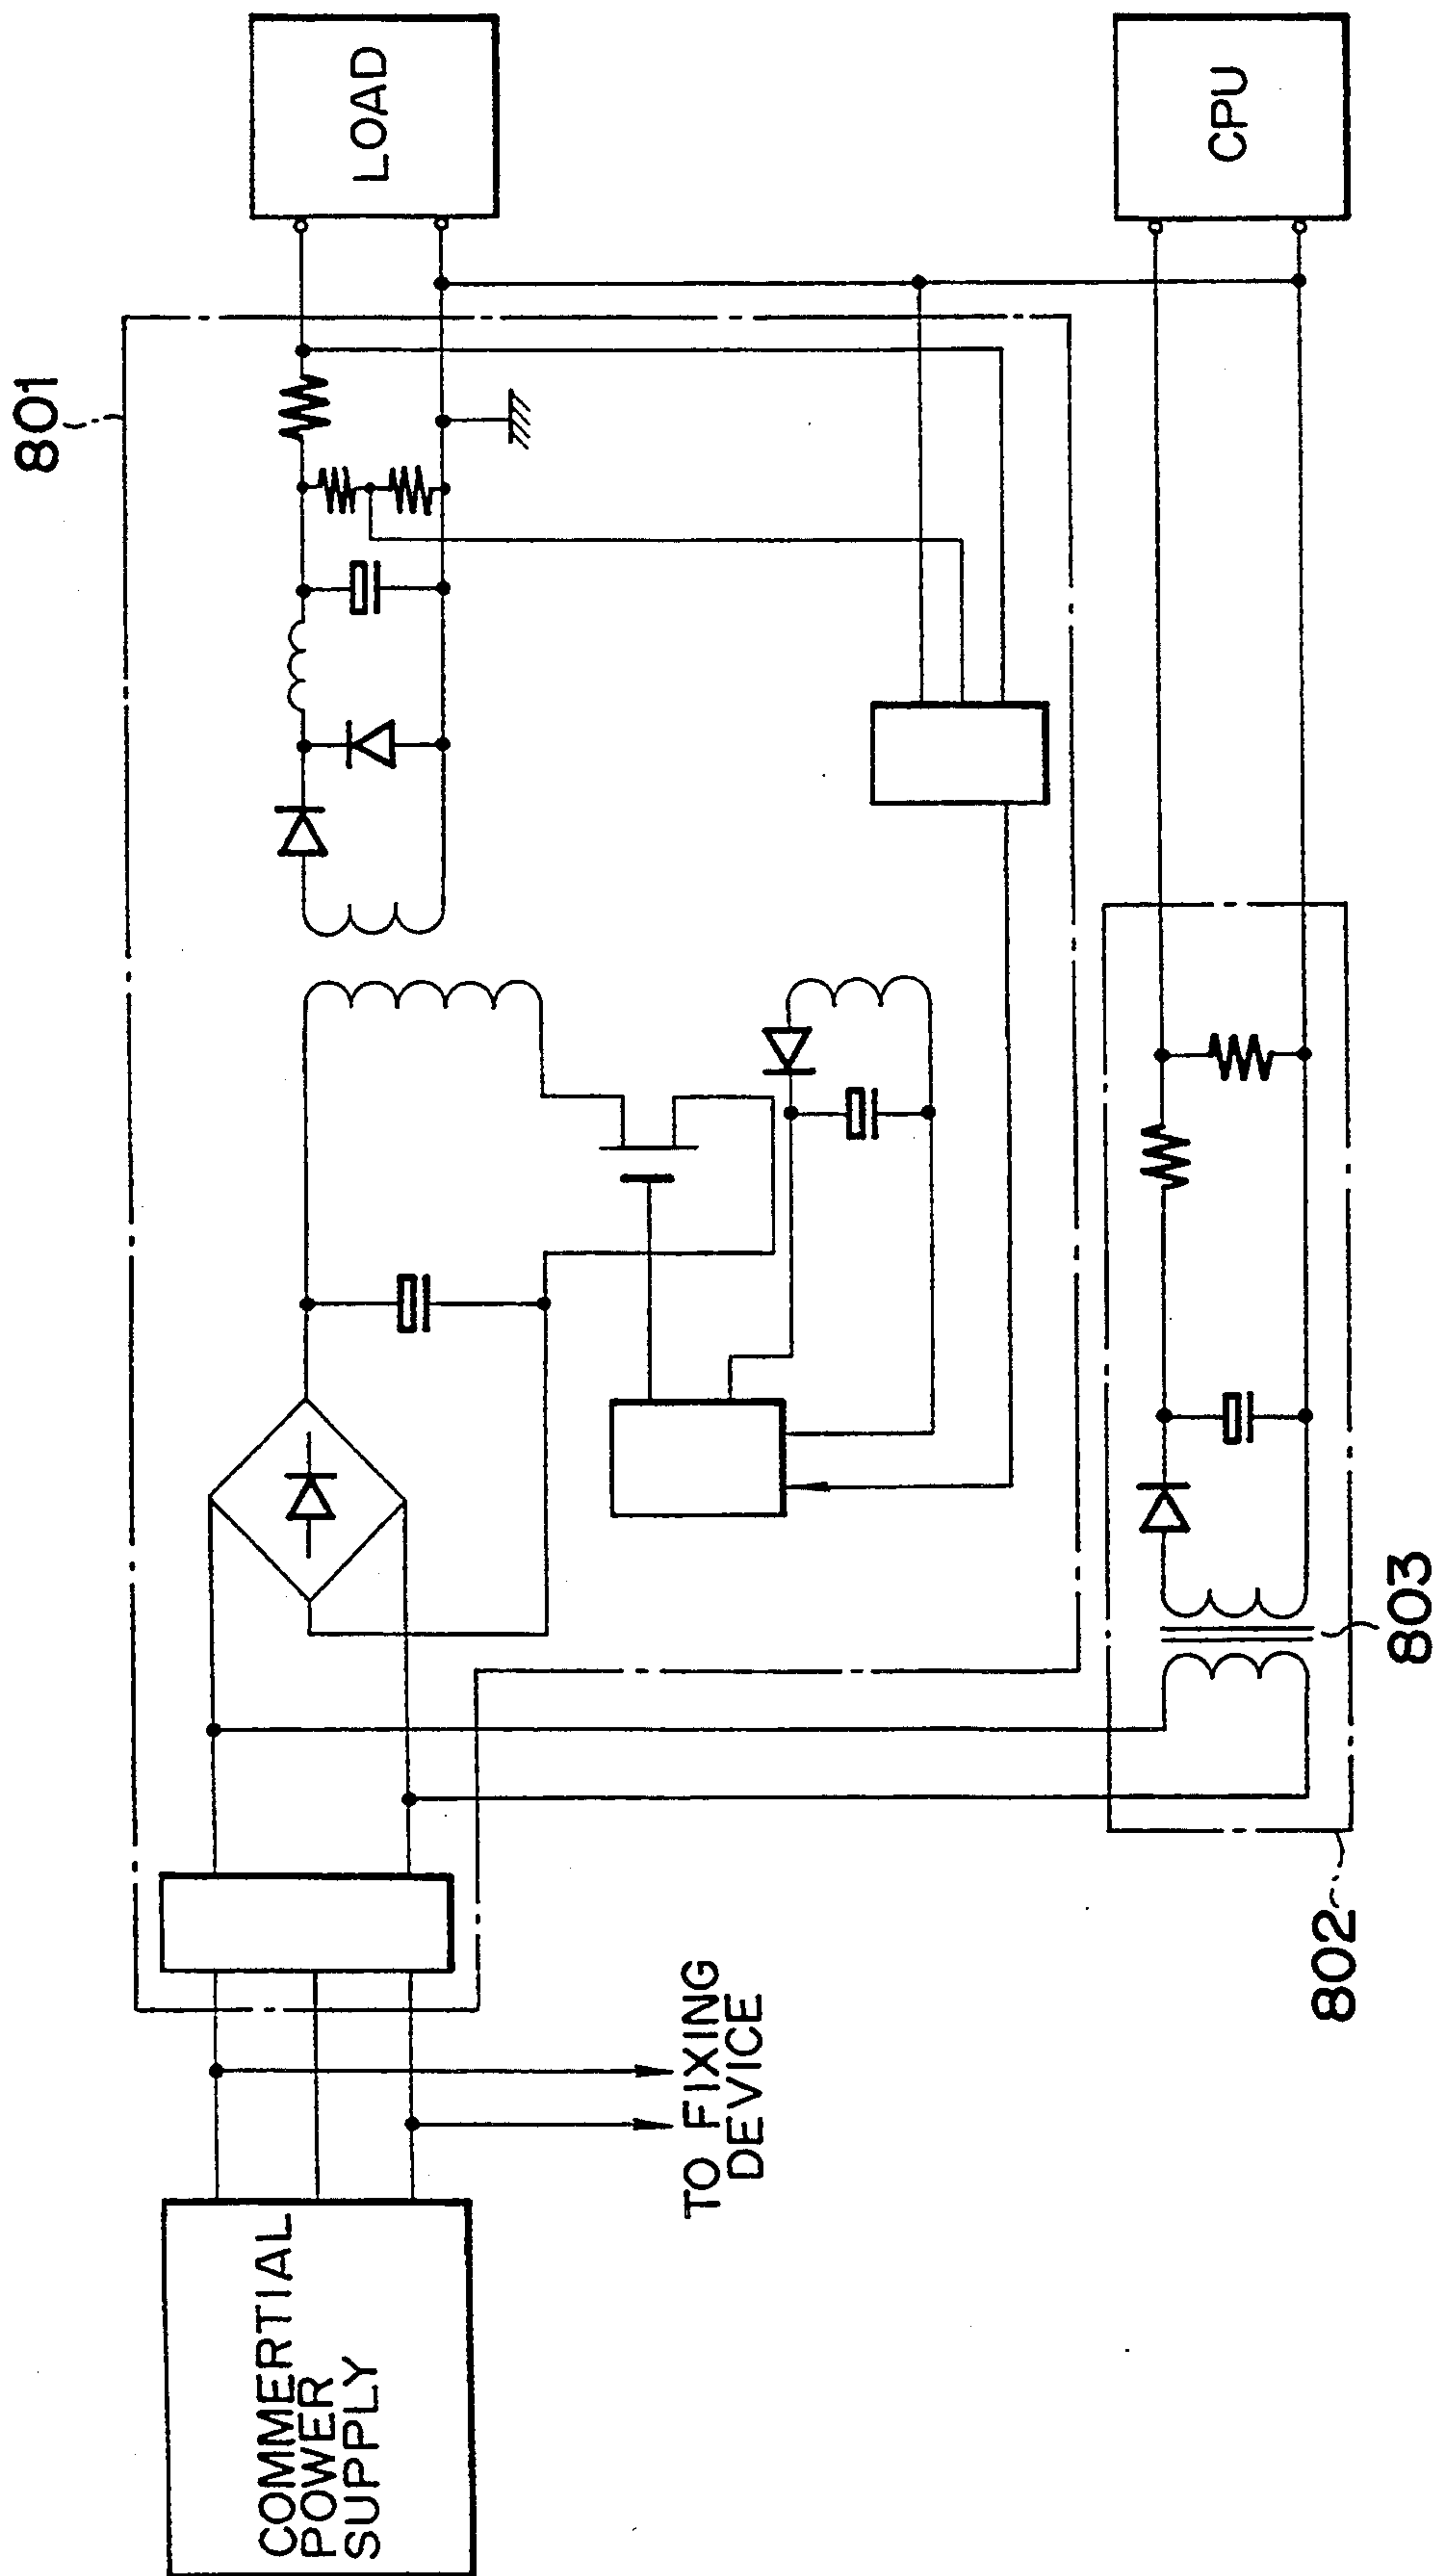 COMMERTIAL
POWER
SUPPLY
TO FIXING
DEVICE
801
LOAD
802
803
CPU